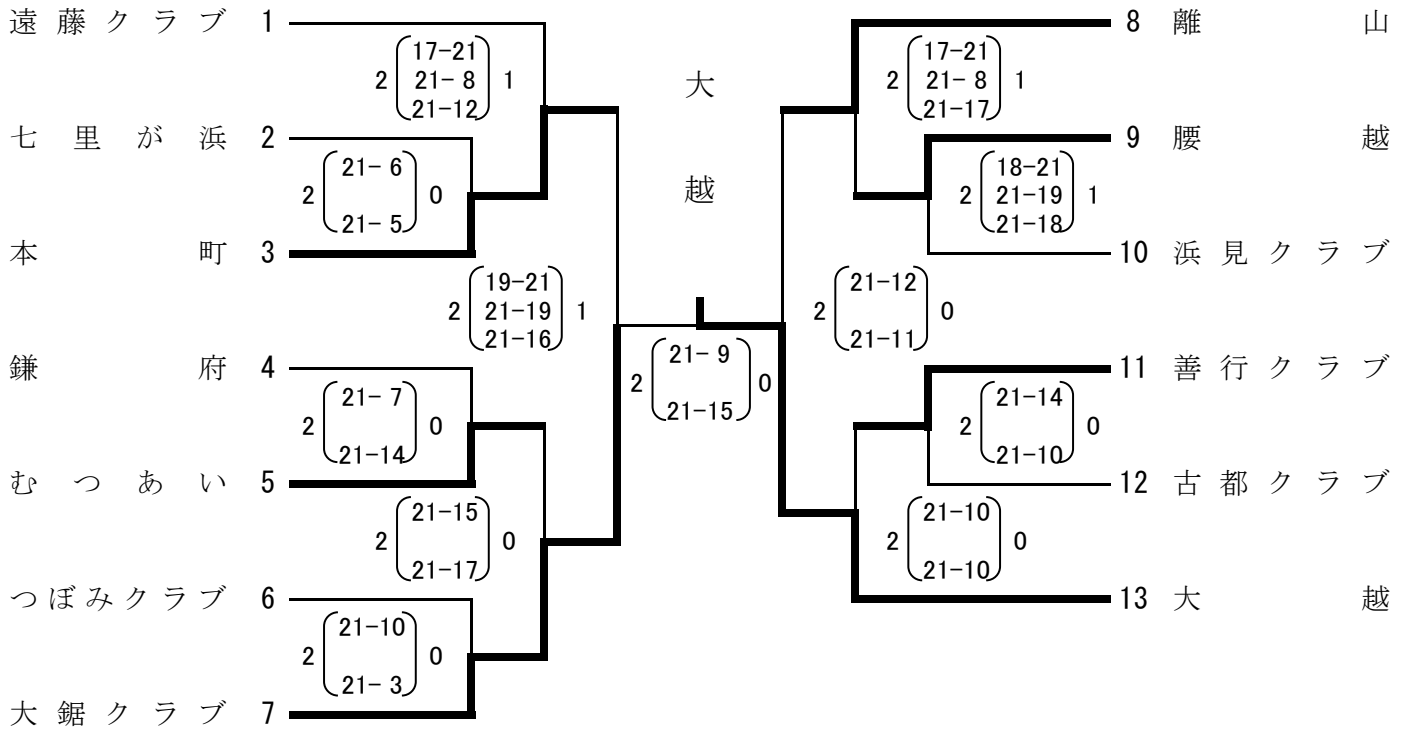 遠藤クラブ 1
2 17-21 1
21- 8
21-12
七里が浜 2
2 21- 6 0
21- 5
本町 3
2 19-21 1
21-19
21-16
鎌府 4
2 21- 7 0
21-14
むつあい 5
2 21-15 0
21-17
つぼみクラブ 6
2 21-10 0
21- 3
大鋸クラブ 7
大越
2 21- 9 0
21-15
8 離山
2 17-21 1
21- 8
21-17
9 腰越
2 18-21 1
21-19
21-18
10 浜見クラブ
2 21-12 0
21-11
11 善行クラブ
2 21-14 0
21-10
12 古都クラブ
2 21-10 0
21-10
13 大越